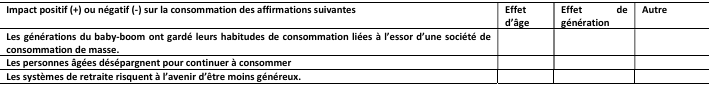 Impact positif (+) ou négatif (-) sur la consommation des affirmations suivantes
Effet d'âge
Effet de génération
Autre
Les générations du baby-boom ont gardé leurs habitudes de consommation liées à l'essor d'une société de
consommation de masse.
Les personnes âgées désépargnent pour continuer à consommer
Les systèmes de retraite risquent à l'avenir d'être moins généreux.